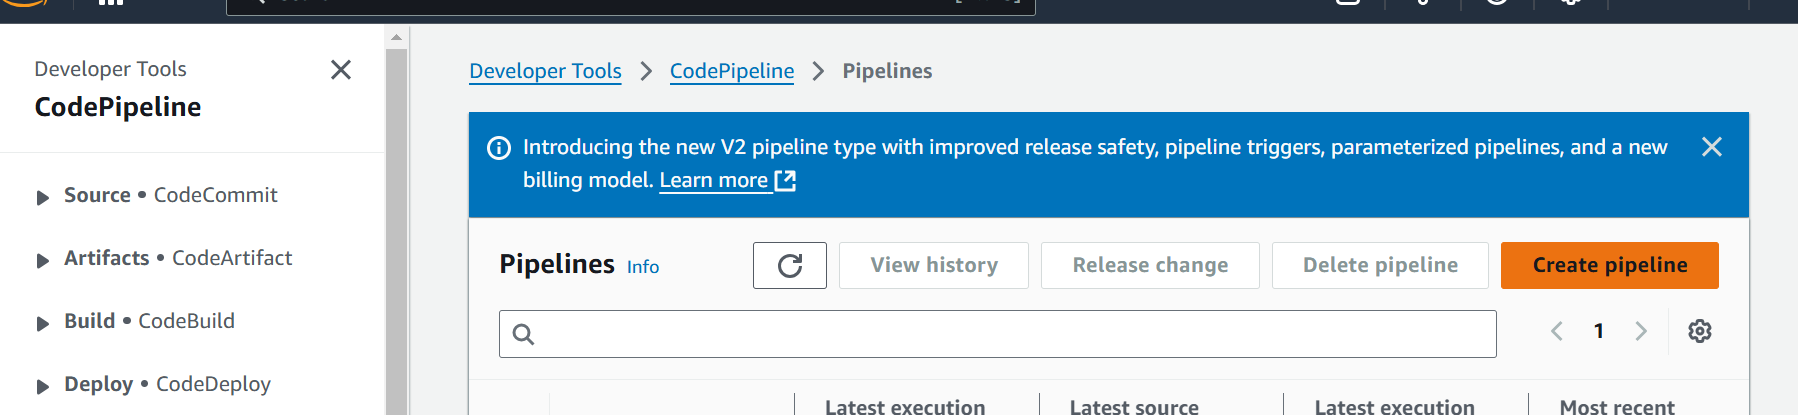 Developer Tools
CodePipeline
Source • CodeCommit
Artifacts • CodeArtifact
Build • CodeBuild
Deploy • CodeDeploy
Developer Tools > CodePipeline > Pipelines
Introducing the new V2 pipeline type with improved release safety, pipeline triggers, parameterized pipelines, and a new
billing model. Learn more
Pipelines Info
View history
Release change
Delete pipeline
Create pipeline
1
Latest execution
Latest source
Latest execution
Most recent